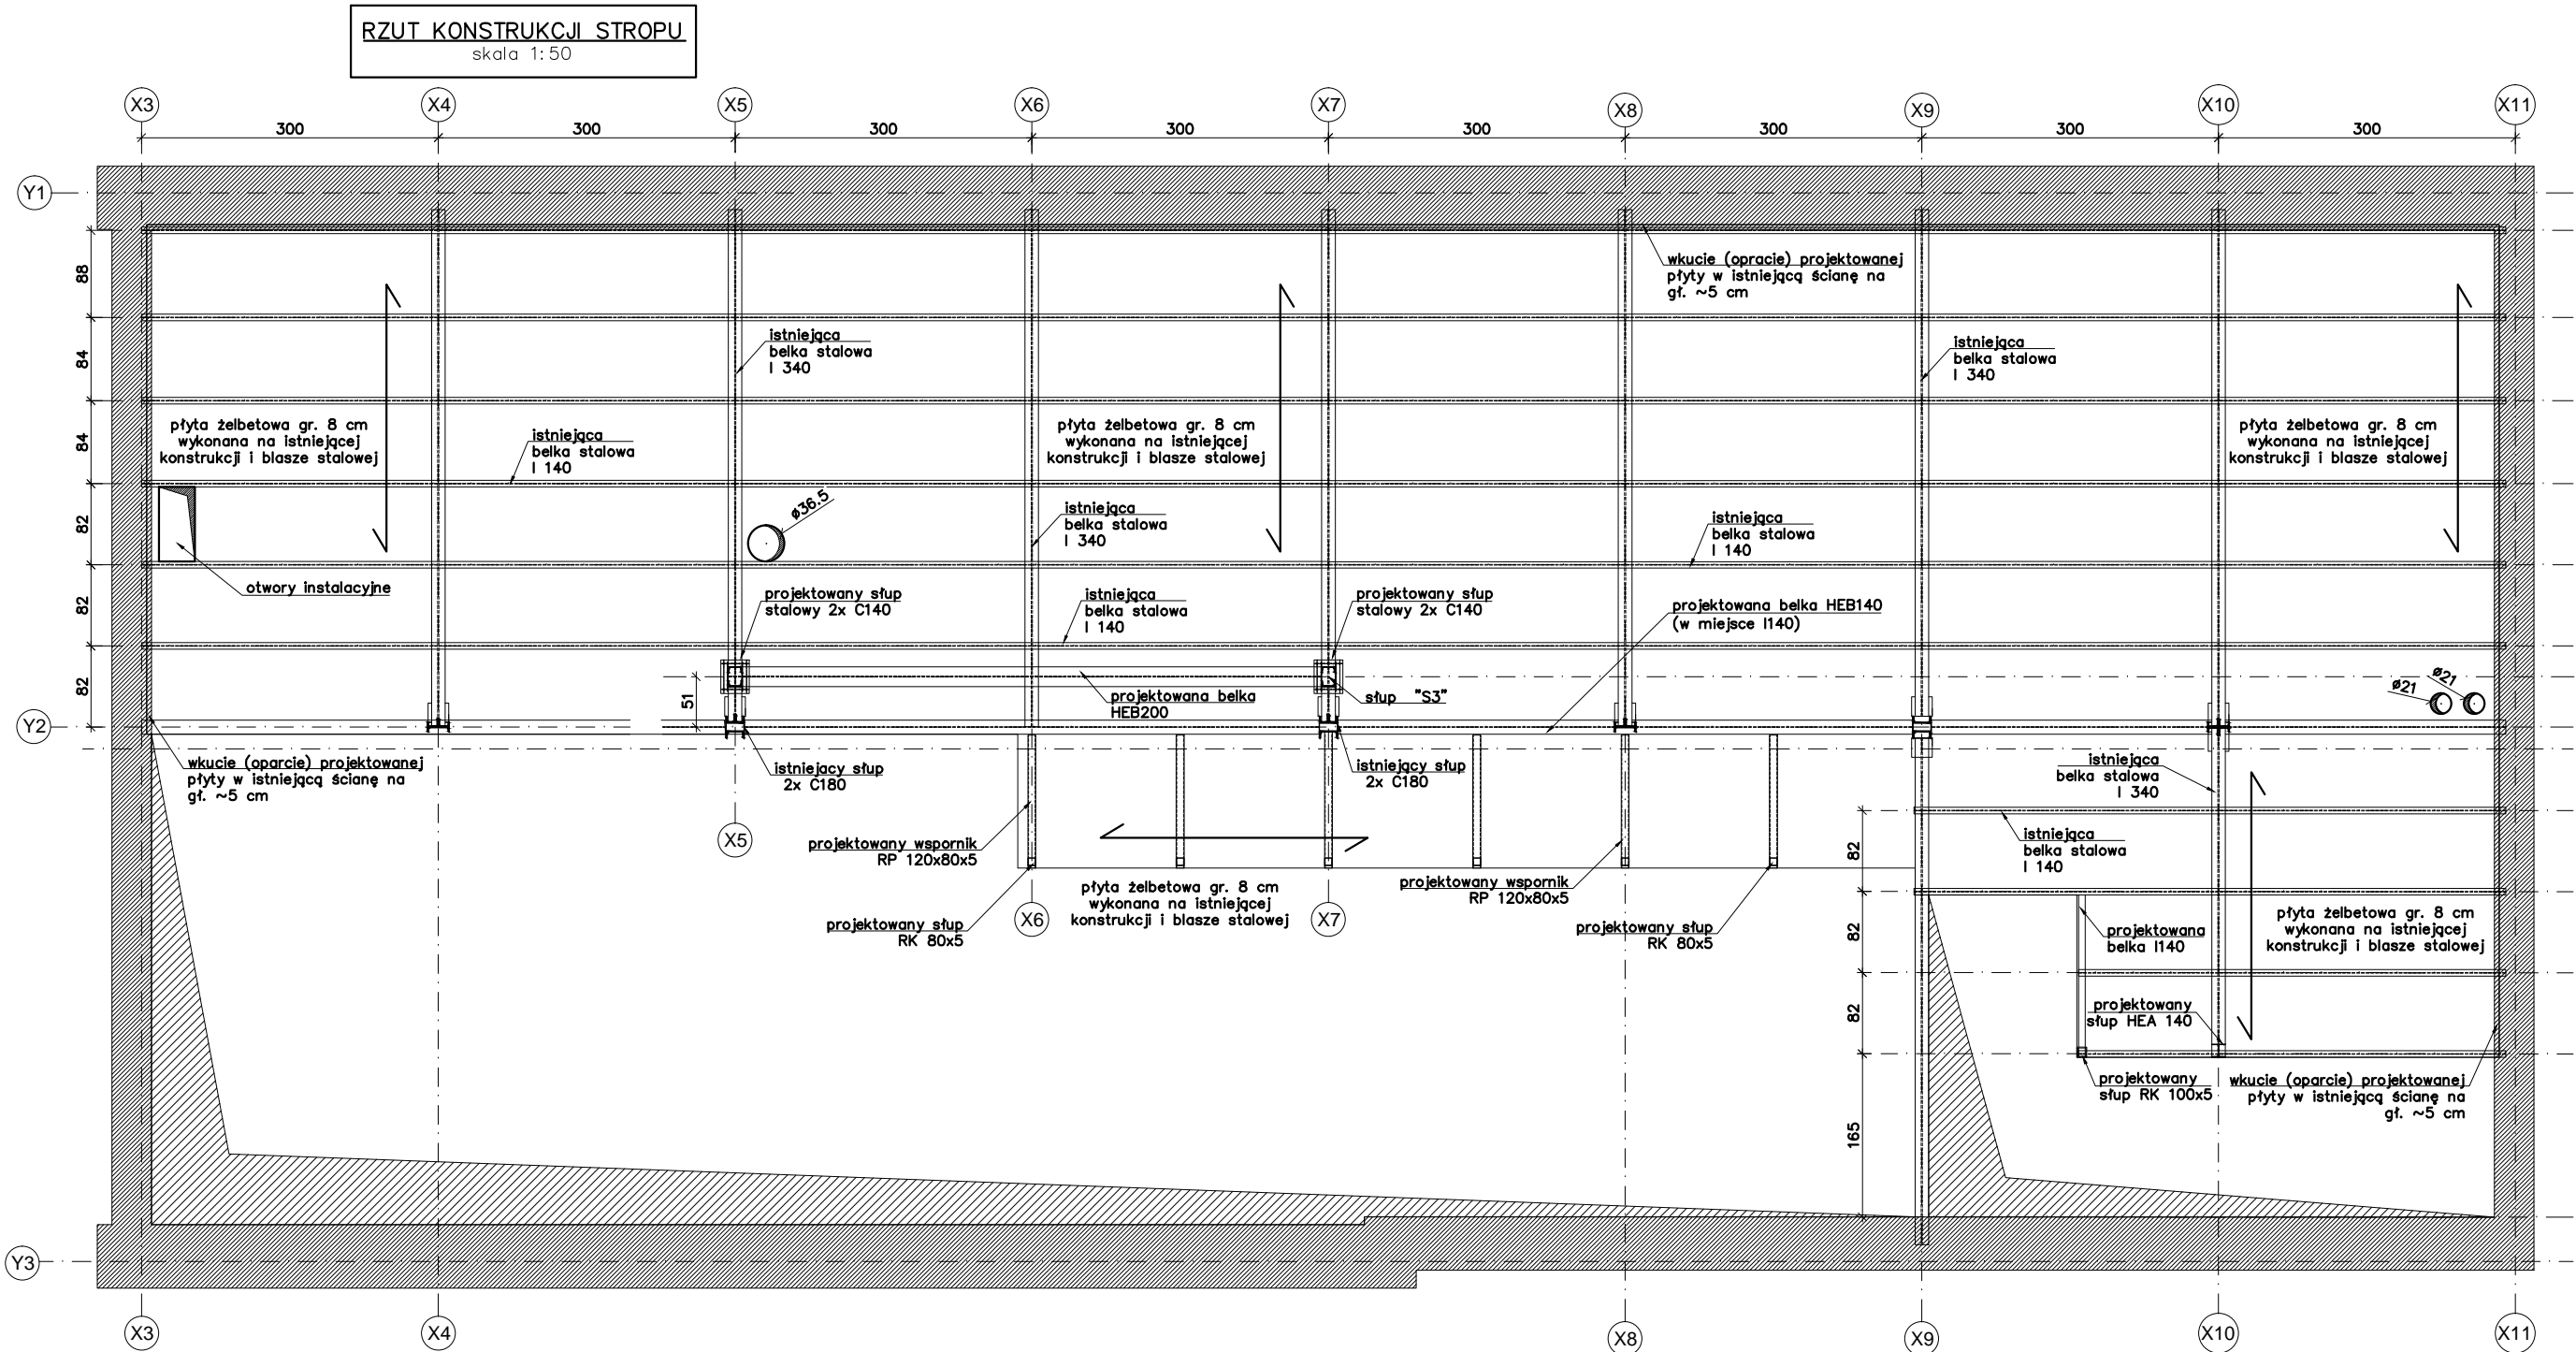 RZUT KONSTRUKCJI STROPU
skala 1:50
X3
X4
X5
X6
X7
X8
X9
X10
X11
300
300
300
300
300
300
300
300
Y1
88
84
84
82
82
82
wkucie (opracie) projektowanej
płyty w istniejącą ścianę na
gł. ~5 cm
istniejąca
belka stalowa
I 340
istniejąca
belka stalowa
I 340
płyta żelbetowa gr. 8 cm
wykonana na istniejącej
konstrukcji i blasze stalowej
istniejąca
belka stalowa
I 140
płyta żelbetowa gr. 8 cm
wykonana na istniejącej
konstrukcji i blasze stalowej
płyta żelbetowa gr. 8 cm
wykonana na istniejącej
konstrukcji i blasze stalowej
ø36.5
istniejąca
belka stalowa
I 340
istniejąca
belka stalowa
I 140
otwory instalacyjne
projektowany słup
stalowy 2x C140
istniejąca
belka stalowa
I 140
projektowany słup
stalowy 2x C140
projektowana belka HEB140
(w miejsce I140)
51
projektowana belka
HEB200
słup "S3"
ø21
ø21
Y2
wkucie (oparcie) projektowanej
płyty w istniejącą ścianę na
gł. ~5 cm
istniejacy słup
2x C180
istniejący słup
2x C180
istniejąca
belka stalowa
I 340
X5
projektowany wspornik
RP 120x80x5
istniejąca
belka stalowa
I 140
82
82
82
165
płyta żelbetowa gr. 8 cm
wykonana na istniejącej
konstrukcji i blasze stalowej
projektowany wspornik
RP 120x80x5
projektowany słup
RK 80x5
X6
X7
projektowany słup
RK 80x5
projektowana
belka I140
płyta żelbetowa gr. 8 cm
wykonana na istniejącej
konstrukcji i blasze stalowej
projektowany
słup HEA 140
projektowany
słup RK 100x5
wkucie (oparcie) projektowanej
płyty w istniejącą ścianę na
gł. ~5 cm
Y3
X3
X4
X8
X9
X10
X11